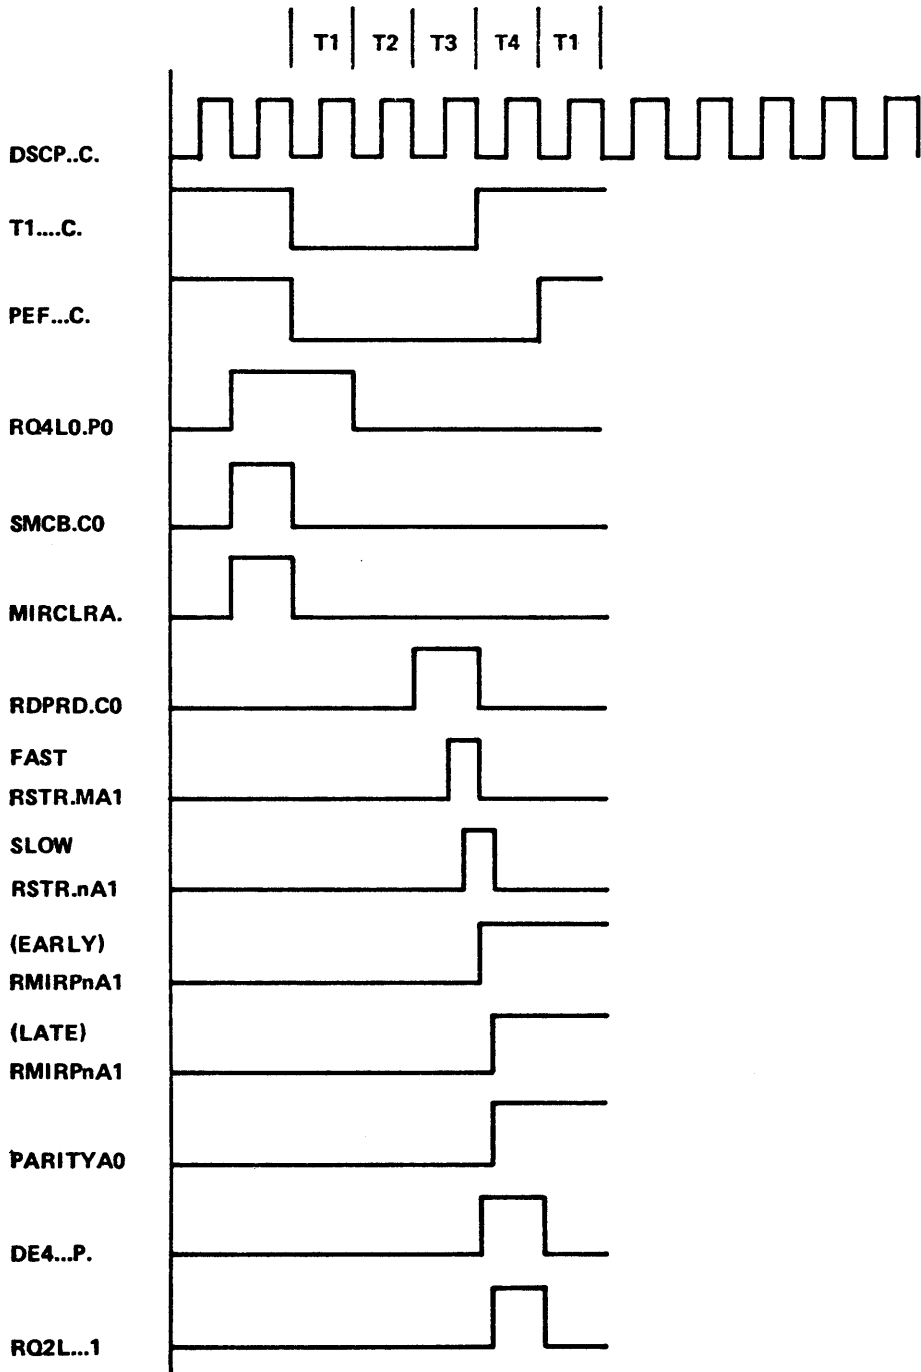 T1 T2 T3 T4 T1
DSCP..C.
T1....C.
PEF...C.
RQ4L0.P0
SMCB.C0
MIRCLRA.
RDPRD.C0
FAST
RSTR.MA1
SLOW
RSTR.nA1
(EARLY)
RMIRPnA1
(LATE)
RMIRPnA1
PARITYA0
DE4...P.
RQ2L...1